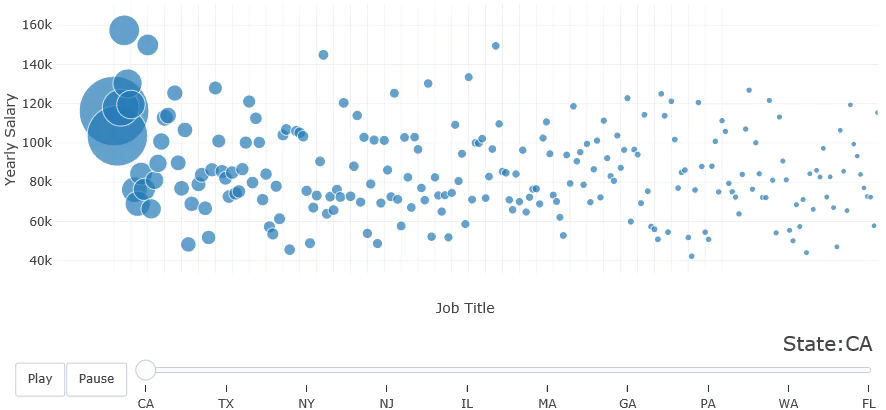 160k
140k
120k
100k
80k
60k
40k
Yearly Salary
Job Title
State:CA
Play Pause
CA TX NY NJ IL MA GA PA WA FL